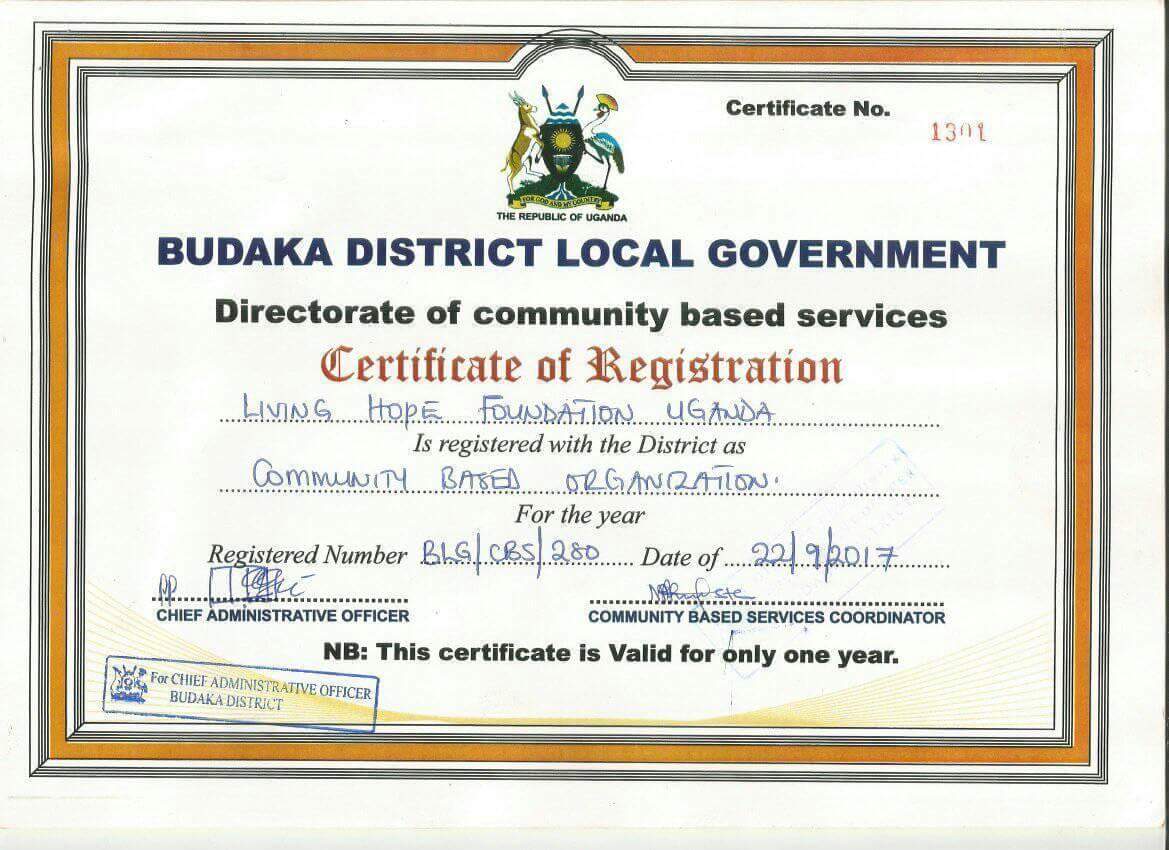 Certificate No.
1301
FOR GOD AND MY COUNTRY
THE REPUBLIC OF UGANDA
BUDAKA DISTRICT LOCAL GOVERNMENT
Directorate of community based services
Certificate of Registration
LIVING HOPE FOUNDATION UGANDA
Is registered with the District as
COMMUNITY BASED ORGANIZATION.
For the year
Registered Number BLG/CBS/280 Date of 22/9/2017
pp
CHIEF ADMINISTRATIVE OFFICER
COMMUNITY BASED SERVICES COORDINATOR
NB: This certificate is Valid for only one year.
For CHIEF ADMINISTRATIVE OFFICER
BUDAKA DISTRICT